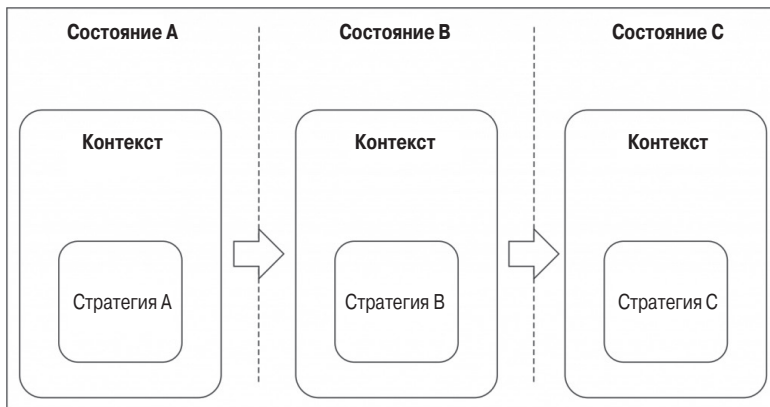 Состояние A
Состояние B
Состояние C
Контекст
Контекст
Контекст
Стратегия A
Стратегия B
Стратегия C